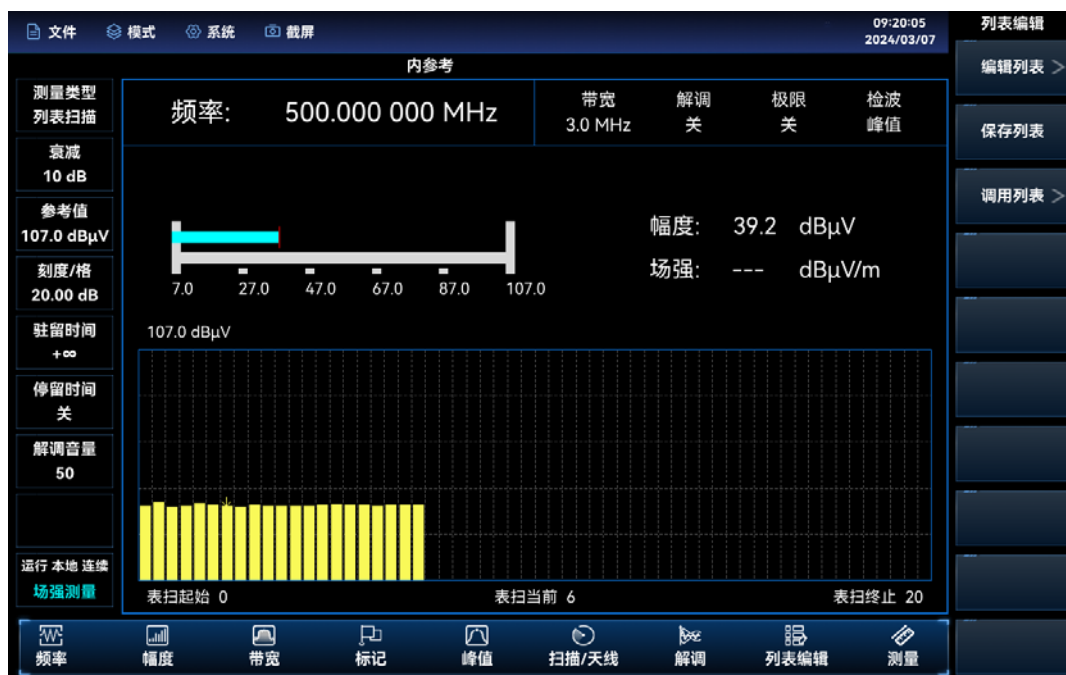 文件 模式 系统 截屏 09:20:05
2024/03/07
列表编辑
内参考
测量类型
列表扫描
衰减
10 dB
参考值
107.0 dBμV
刻度/格
20.00 dB
驻留时间
+∞
停留时间
关
解调音量
50
运行 本地 连续
场强测量
频率: 500.000 000 MHz
带宽 解调 极限 检波
3.0 MHz 关 关 峰值
幅度: 39.2 dBμV
场强: --- dBμV/m
7.0 27.0 47.0 67.0 87.0 107.0
107.0 dBμV
表扫起始 0 表扫当前 6 表扫终止 20
编辑列表 >
保存列表
调用列表 >
频率 幅度 带宽 标记 峰值 扫描/天线 解调 列表编辑 测量